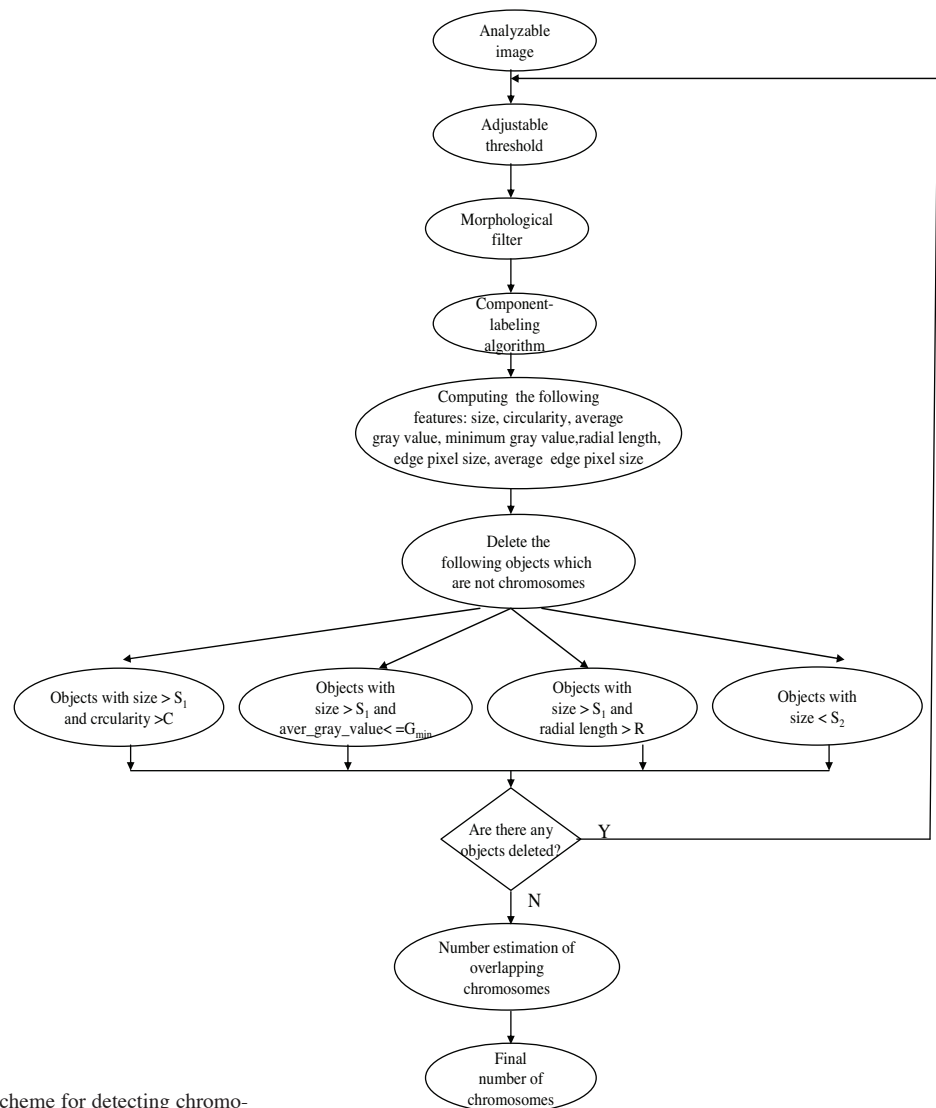 Analyzable
image
Adjustable
threshold
Morphological
filter
Component-
labeling
algorithm
Computing the following
features: size, circularity, average
gray value, minimum gray value,radial length,
edge pixel size, average edge pixel size
Delete the
following objects which
are not chromosomes
Objects with size > S₁
and crcularity >C
Objects with
size > S₁ and
aver_gray_value< =G_min
Objects with
size > S₁ and
radial length > R
Objects with
size < S₂
Are there any
objects deleted?
Y
N
Number estimation of
overlapping
chromosomes
Final
number of
chromosomes
cheme for detecting chromo-